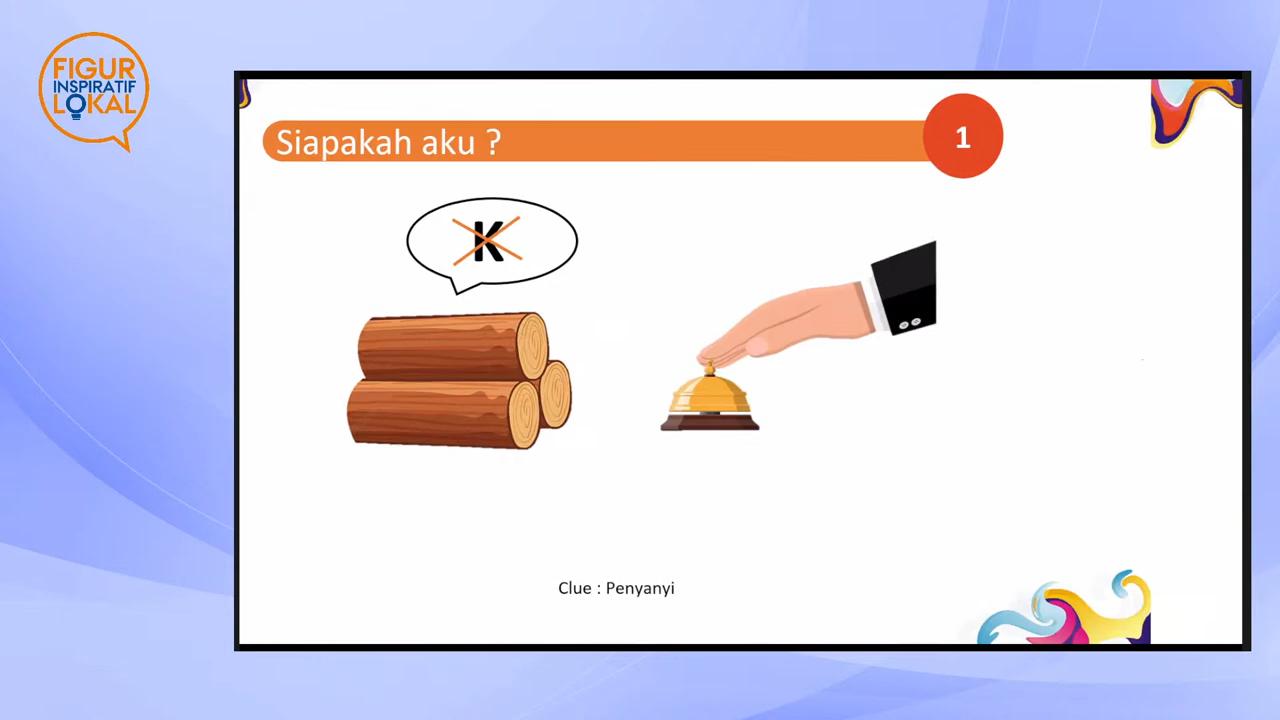 FIGUR
INSPIRATIF
LOKAL
Siapakah aku ?
1
K
Clue : Penyanyi